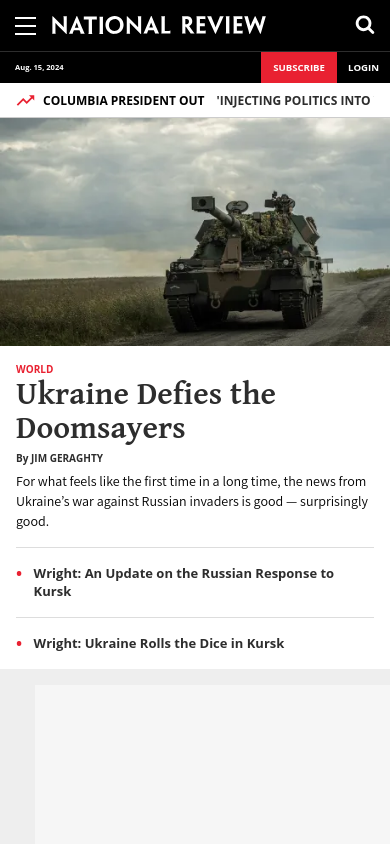 NATIONAL REVIEW
Aug. 15, 2024
SUBSCRIBE
LOGIN
COLUMBIA PRESIDENT OUT
'INJECTING POLITICS INTO
WORLD
Ukraine Defies the
Doomsayers
By JIM GERAGHTY
For what feels like the first time in a long time, the news from
Ukraine’s war against Russian invaders is good — surprisingly
good.
• Wright: An Update on the Russian Response to
Kursk
• Wright: Ukraine Rolls the Dice in Kursk